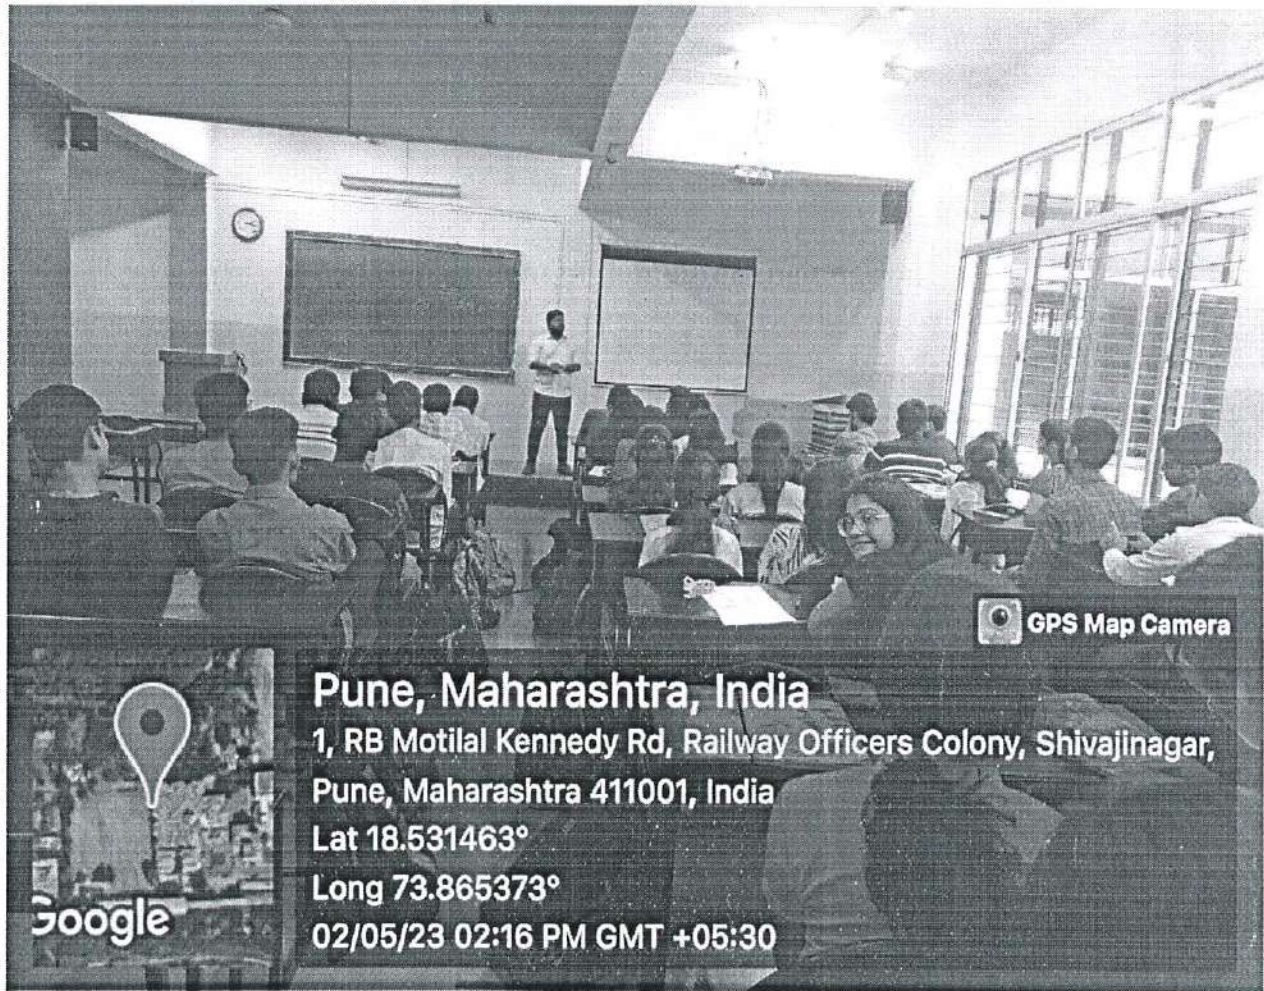 GPS Map Camera
Pune, Maharashtra, India
1, RB Motilal Kennedy Rd, Railway Officers Colony, Shivajinagar,
Pune, Maharashtra 411001, India
Lat 18.531463°
Long 73.865373°
02/05/23 02:16 PM GMT +05:30
Google